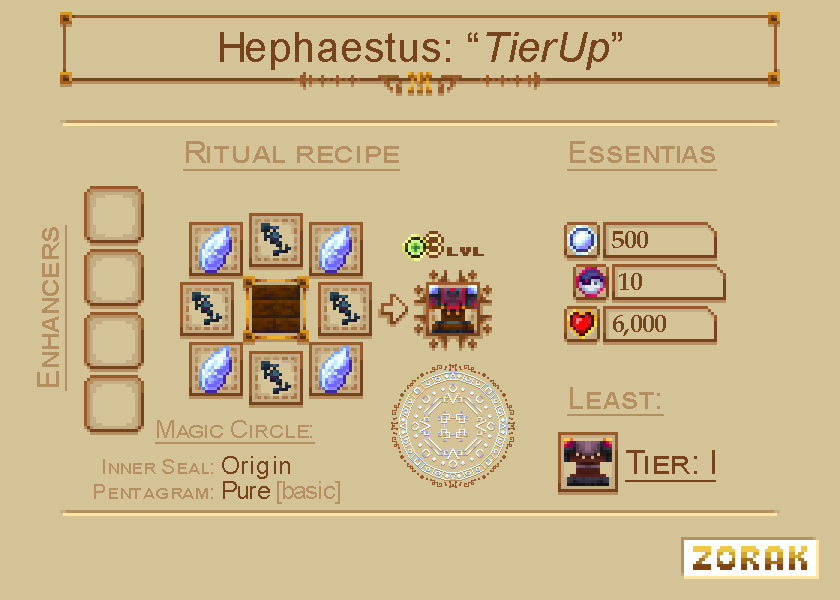 Hephaestus: “TierUp”
RITUAL RECIPE
ESSENTIAS
ENHANCERS
LVL
500
10
6,000
MAGIC CIRCLE:
INNER SEAL: Origin
PENTAGRAM: Pure [basic]
LEAST:
TIER: I
ZORAK